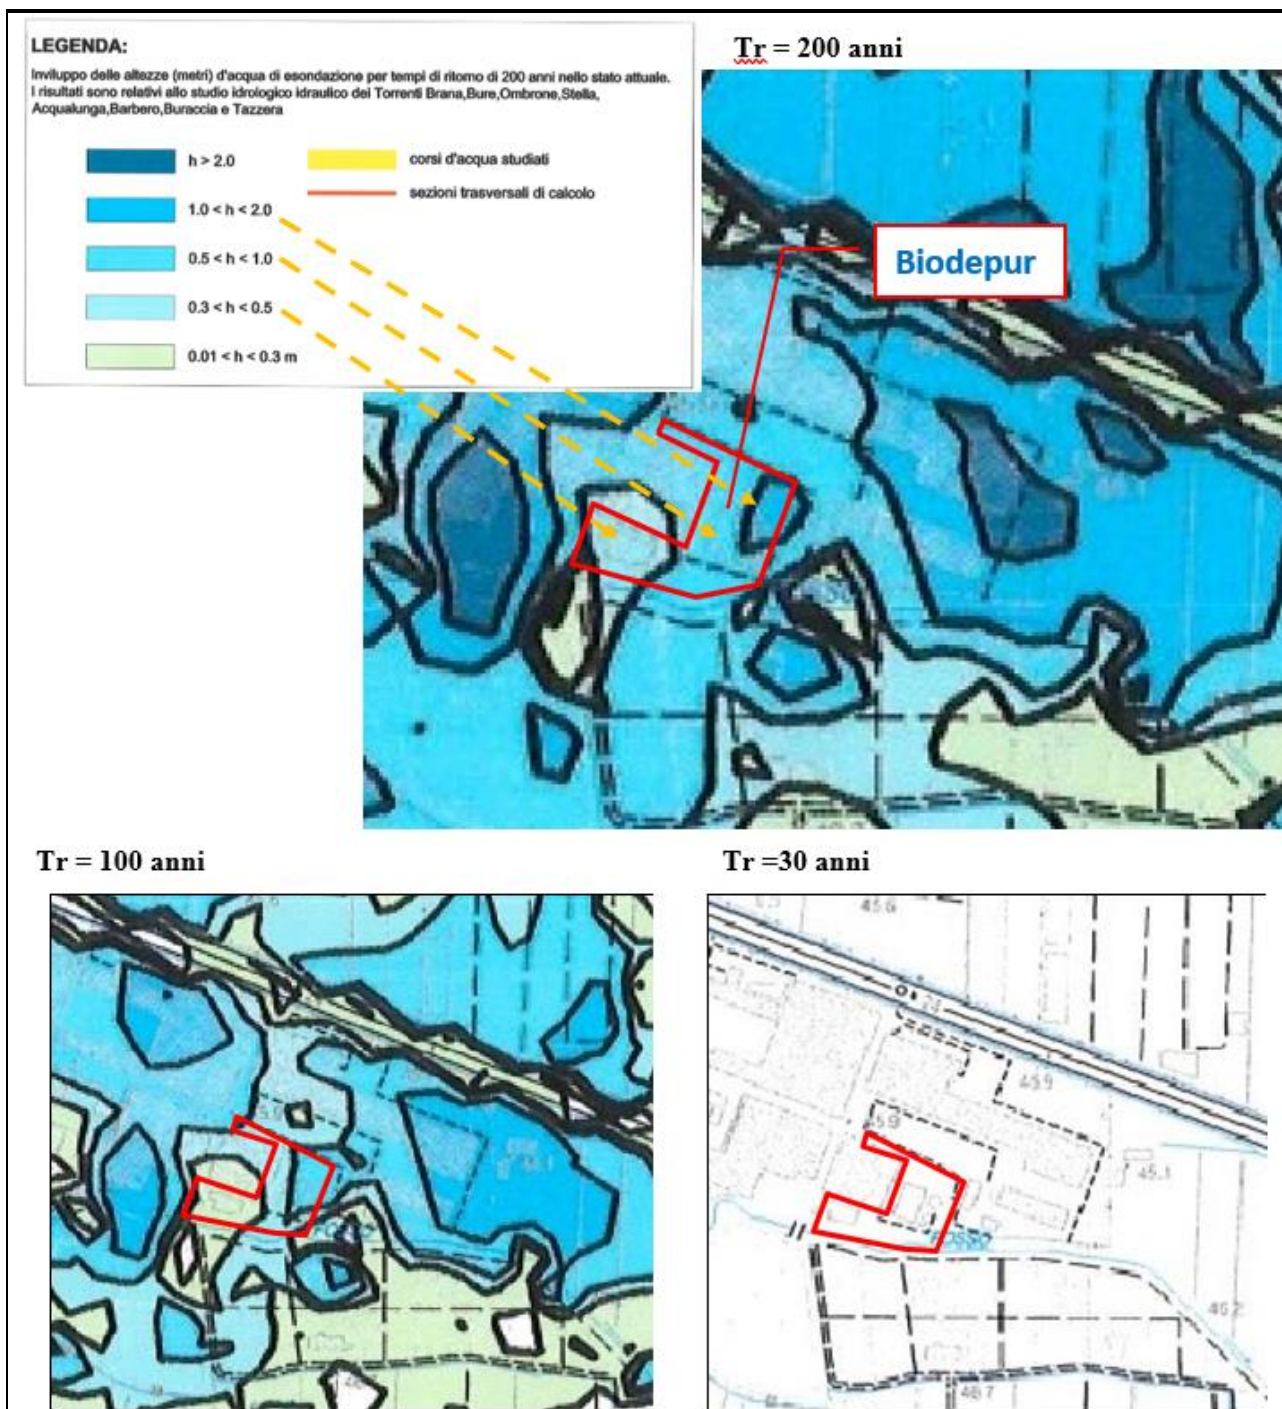 LEGENDA:
Tr = 200 anni
Inviluppo delle altezze (metri) d'acqua di esondazione per tempi di ritorno di 200 anni nello stato attuale.
I risultati sono relativi allo studio idrologico idraulico dei Torrenti Brana,Bure,Ombrone,Stella,
Acqualunga,Barbero,Buraccia e Tazzera
h > 2.0
corsi d'acqua studiati
1.0 < h < 2.0
sezioni trasversali di calcolo
0.5 < h < 1.0
0.3 < h < 0.5
0.01 < h < 0.3 m
Biodepur
Tr = 100 anni
Tr =30 anni
45.6
24
45.9
45.9
45.1
FOSSO
46.7